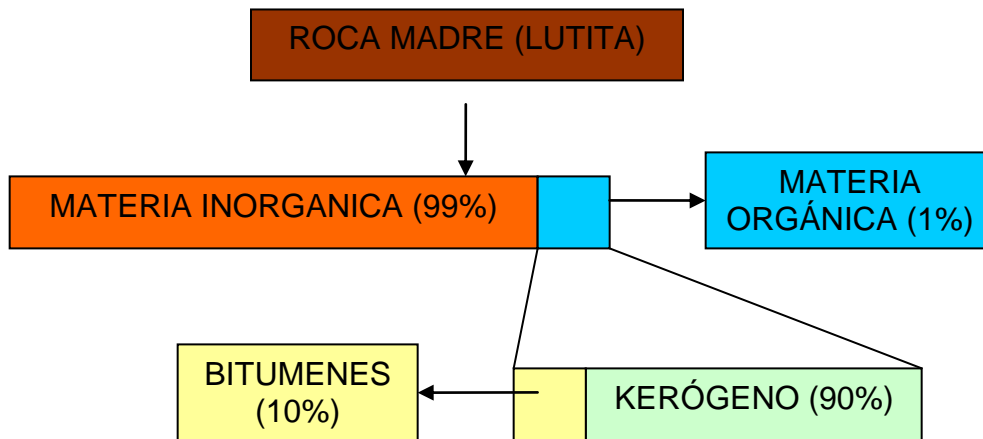 ROCA MADRE (LUTITA)
MATERIA INORGANICA (99%)
MATERIA
ORGÁNICA (1%)
BITUMENES
(10%)
KERÓGENO (90%)